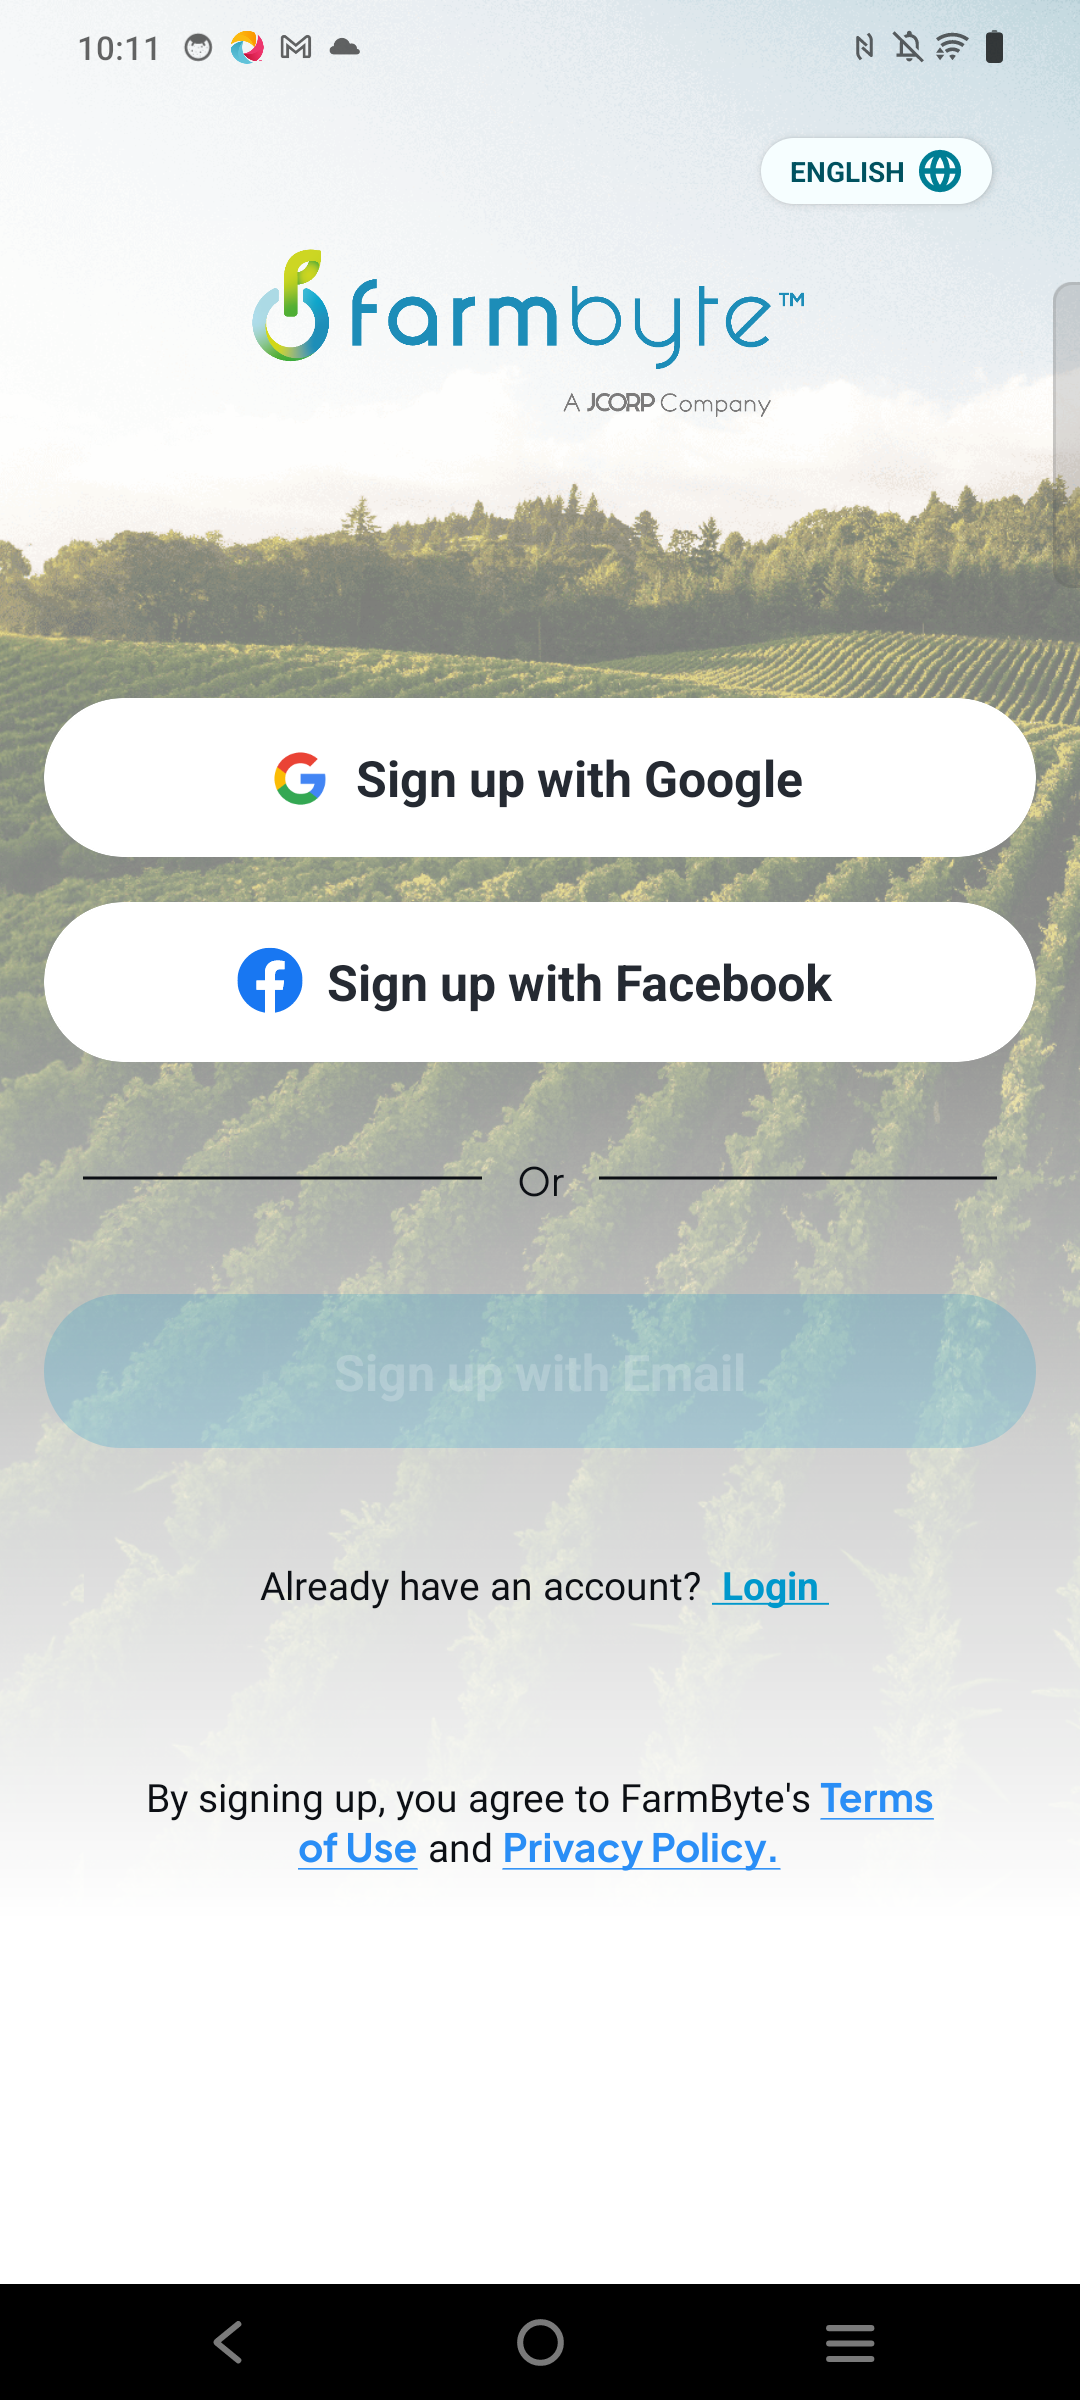 10:11
ENGLISH
farmbyte™
A JCORP Company
Sign up with Google
Sign up with Facebook
Or
Sign up with Email
Already have an account? Login
By signing up, you agree to FarmByte's Terms
of Use and Privacy Policy.